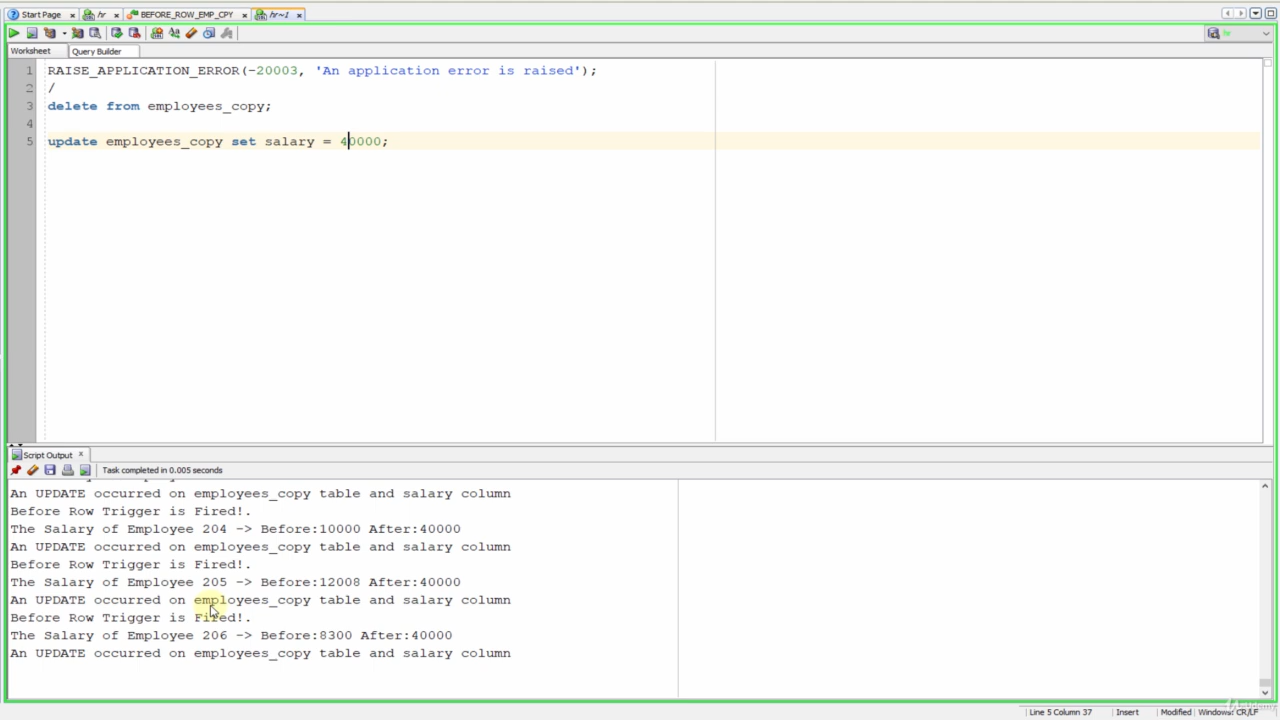 Start Page hr BEFORE_ROW_EMP_CPY hr~1
Worksheet Query Builder
1 RAISE_APPLICATION_ERROR(-20003, 'An application error is raised');
2 /
3 delete from employees_copy;
4
5 update employees_copy set salary = 40000;
Script Output
Task completed in 0.005 seconds
An UPDATE occurred on employees_copy table and salary column
Before Row Trigger is Fired!.
The Salary of Employee 204 -> Before:10000 After:40000
An UPDATE occurred on employees_copy table and salary column
Before Row Trigger is Fired!.
The Salary of Employee 205 -> Before:12008 After:40000
An UPDATE occurred on employees_copy table and salary column
Before Row Trigger is Fired!.
The Salary of Employee 206 -> Before:8300 After:40000
An UPDATE occurred on employees_copy table and salary column
Line 5 Column 37 Insert Modified Windows: CR/LF